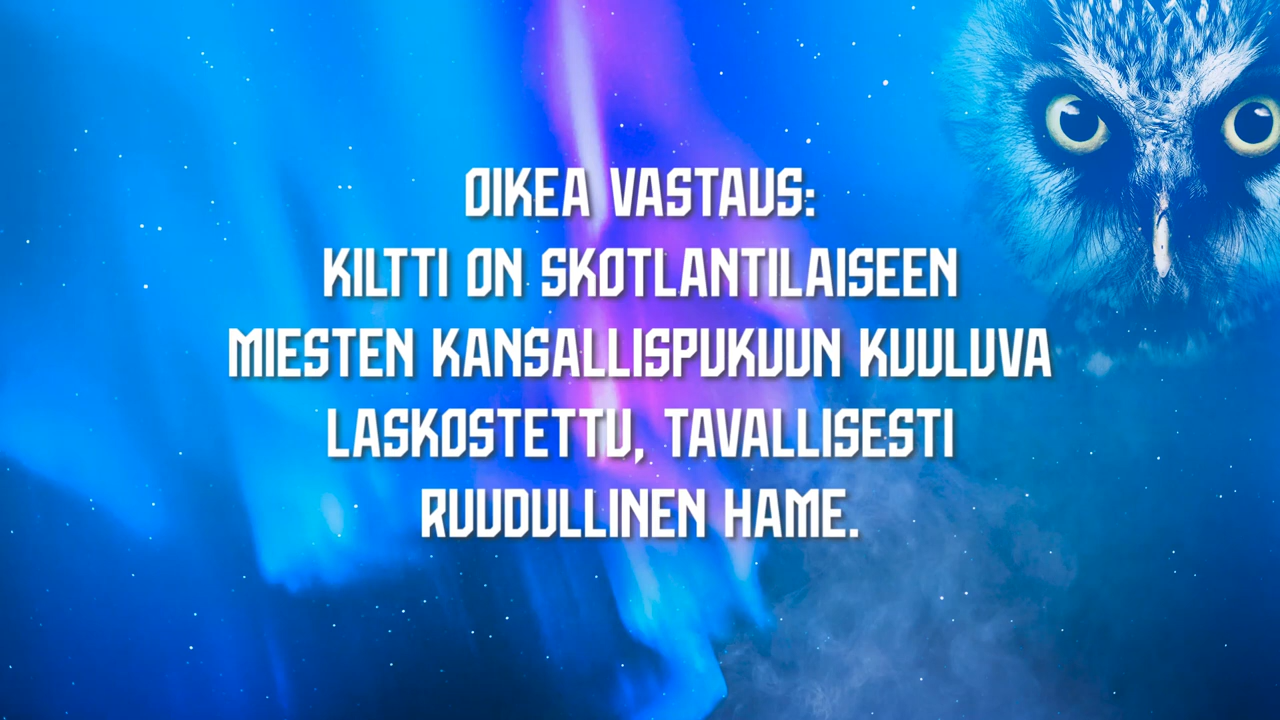 OIKEA VASTAUS:
KILTTI ON SKOTLANTILAISEEN
MIESTEN KANSALLISPUKUUN KUULUVA
LASKOSTETTU, TAVALLISESTI
RUUDULLINEN HAME.